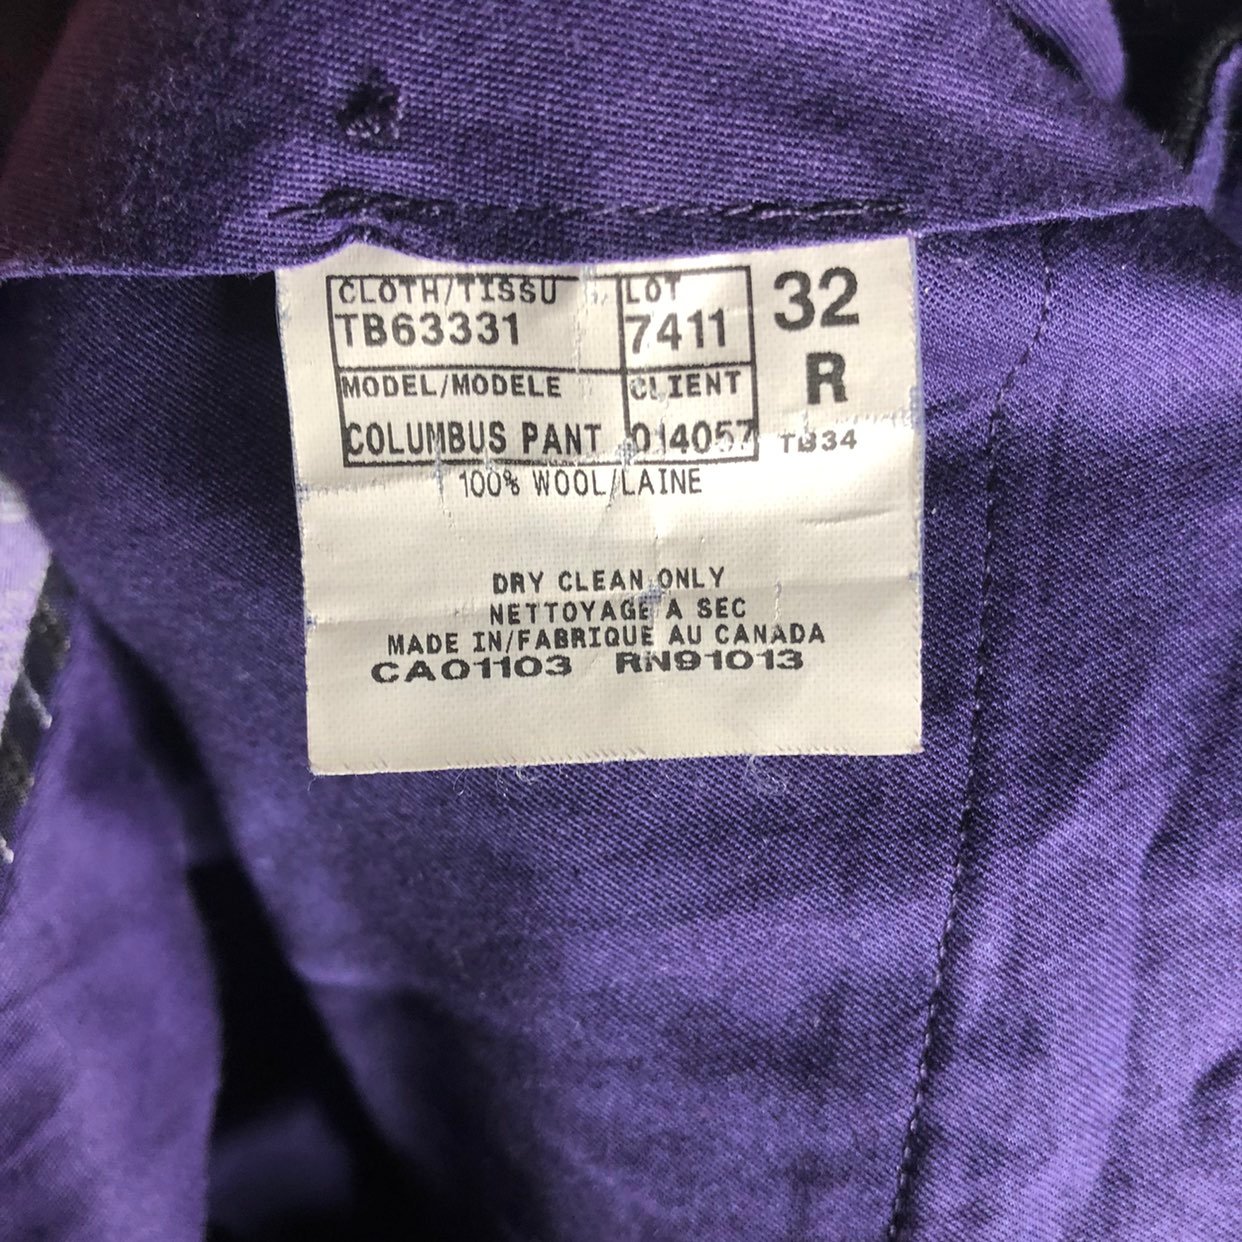 CLOTH/TISSU LOT 32
TB63331 7411
MODEL/MODELE CLIENT R
COLUMBUS PANT 014057 TB34
100% WOOL/LAINE
DRY CLEAN ONLY
NETTOYAGE A SEC
MADE IN/FABRIQUE AU CANADA
CA01103 RN91013